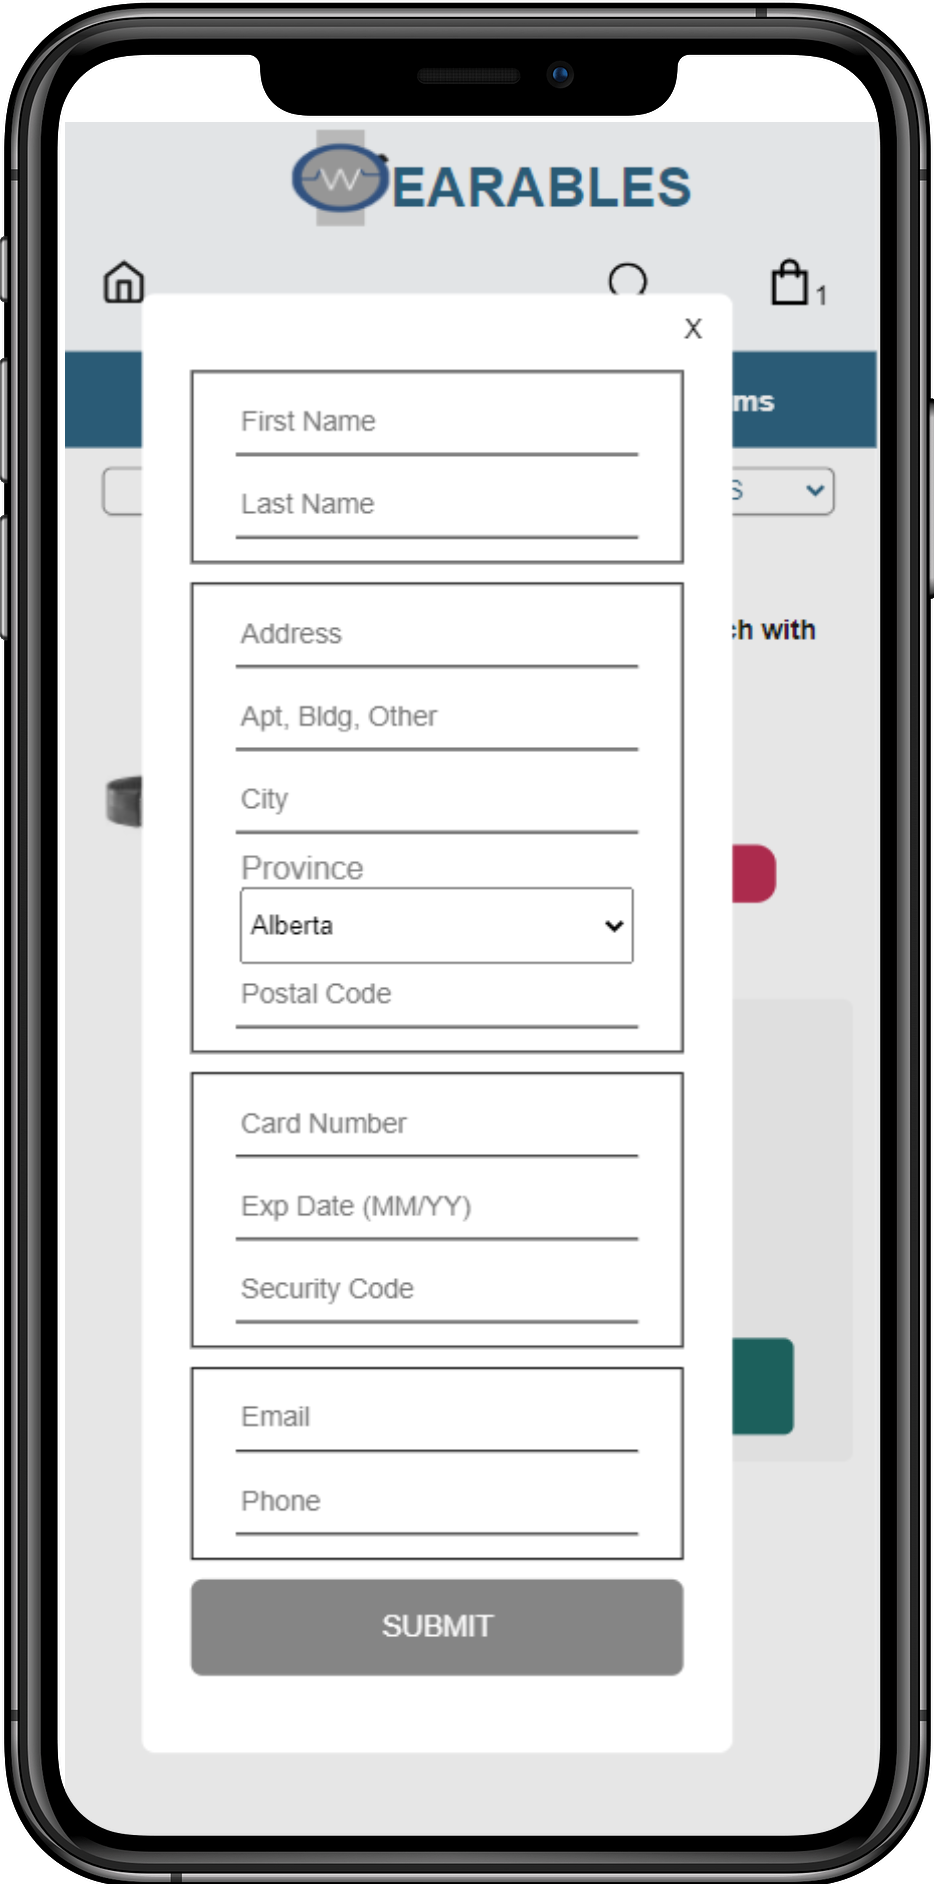 W EARABLES
1
X
ms
First Name
Last Name
S
ch with
Address
Apt, Bldg, Other
City
Province
Alberta
Postal Code
Card Number
Exp Date (MM/YY)
Security Code
Email
Phone
SUBMIT